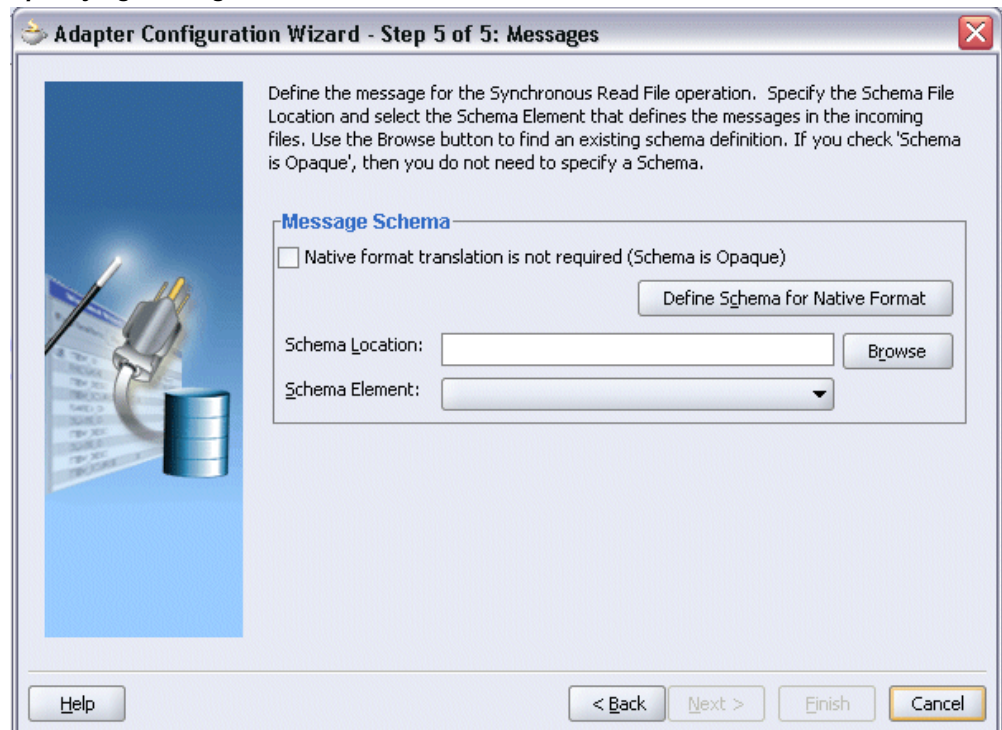 Adapter Configuration Wizard - Step 5 of 5: Messages
Define the message for the Synchronous Read File operation. Specify the Schema File
Location and select the Schema Element that defines the messages in the incoming
files. Use the Browse button to find an existing schema definition. If you check 'Schema
is Opaque', then you do not need to specify a Schema.
Message Schema
Native format translation is not required (Schema is Opaque)
Define Schema for Native Format
Schema Location:
Browse
Schema Element:
Help
< Back
Next >
Finish
Cancel